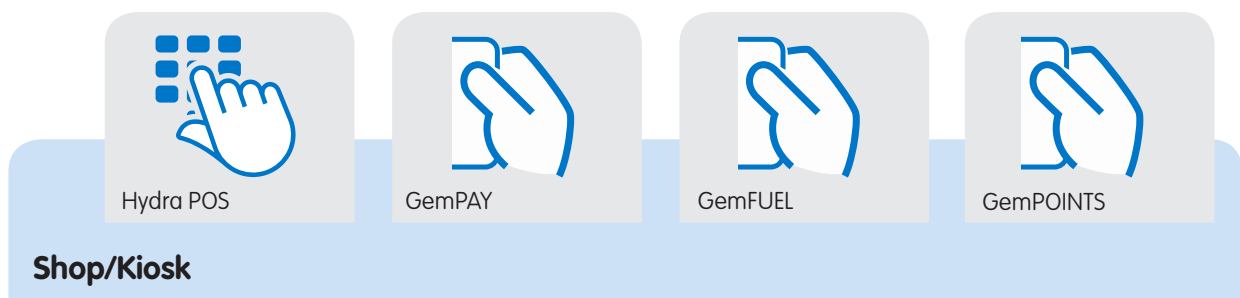 Hydra POS
GemPAY
GemFUEL
GemPOINTS
Shop/Kiosk